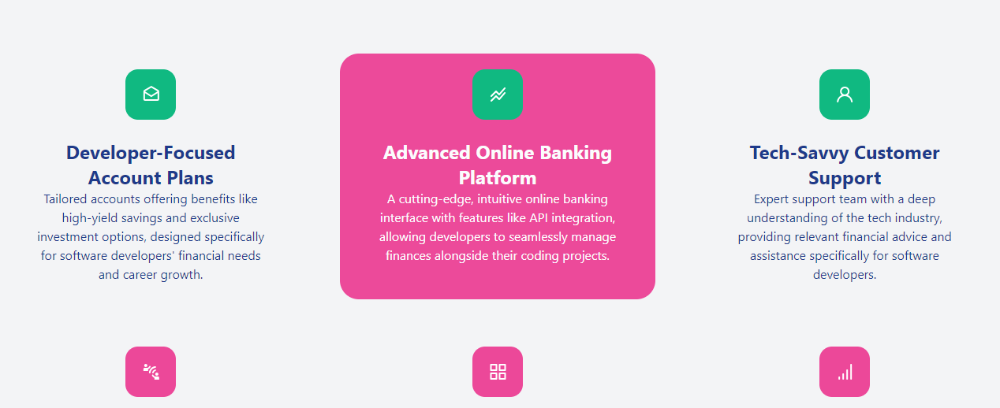 Developer-Focused
Account Plans
Tailored accounts offering benefits like
high-yield savings and exclusive
investment options, designed specifically
for software developers' financial needs
and career growth.
Advanced Online Banking
Platform
A cutting-edge, intuitive online banking
interface with features like API integration,
allowing developers to seamlessly manage
finances alongside their coding projects.
Tech-Savvy Customer
Support
Expert support team with a deep
understanding of the tech industry,
providing relevant financial advice and
assistance specifically for software
developers.